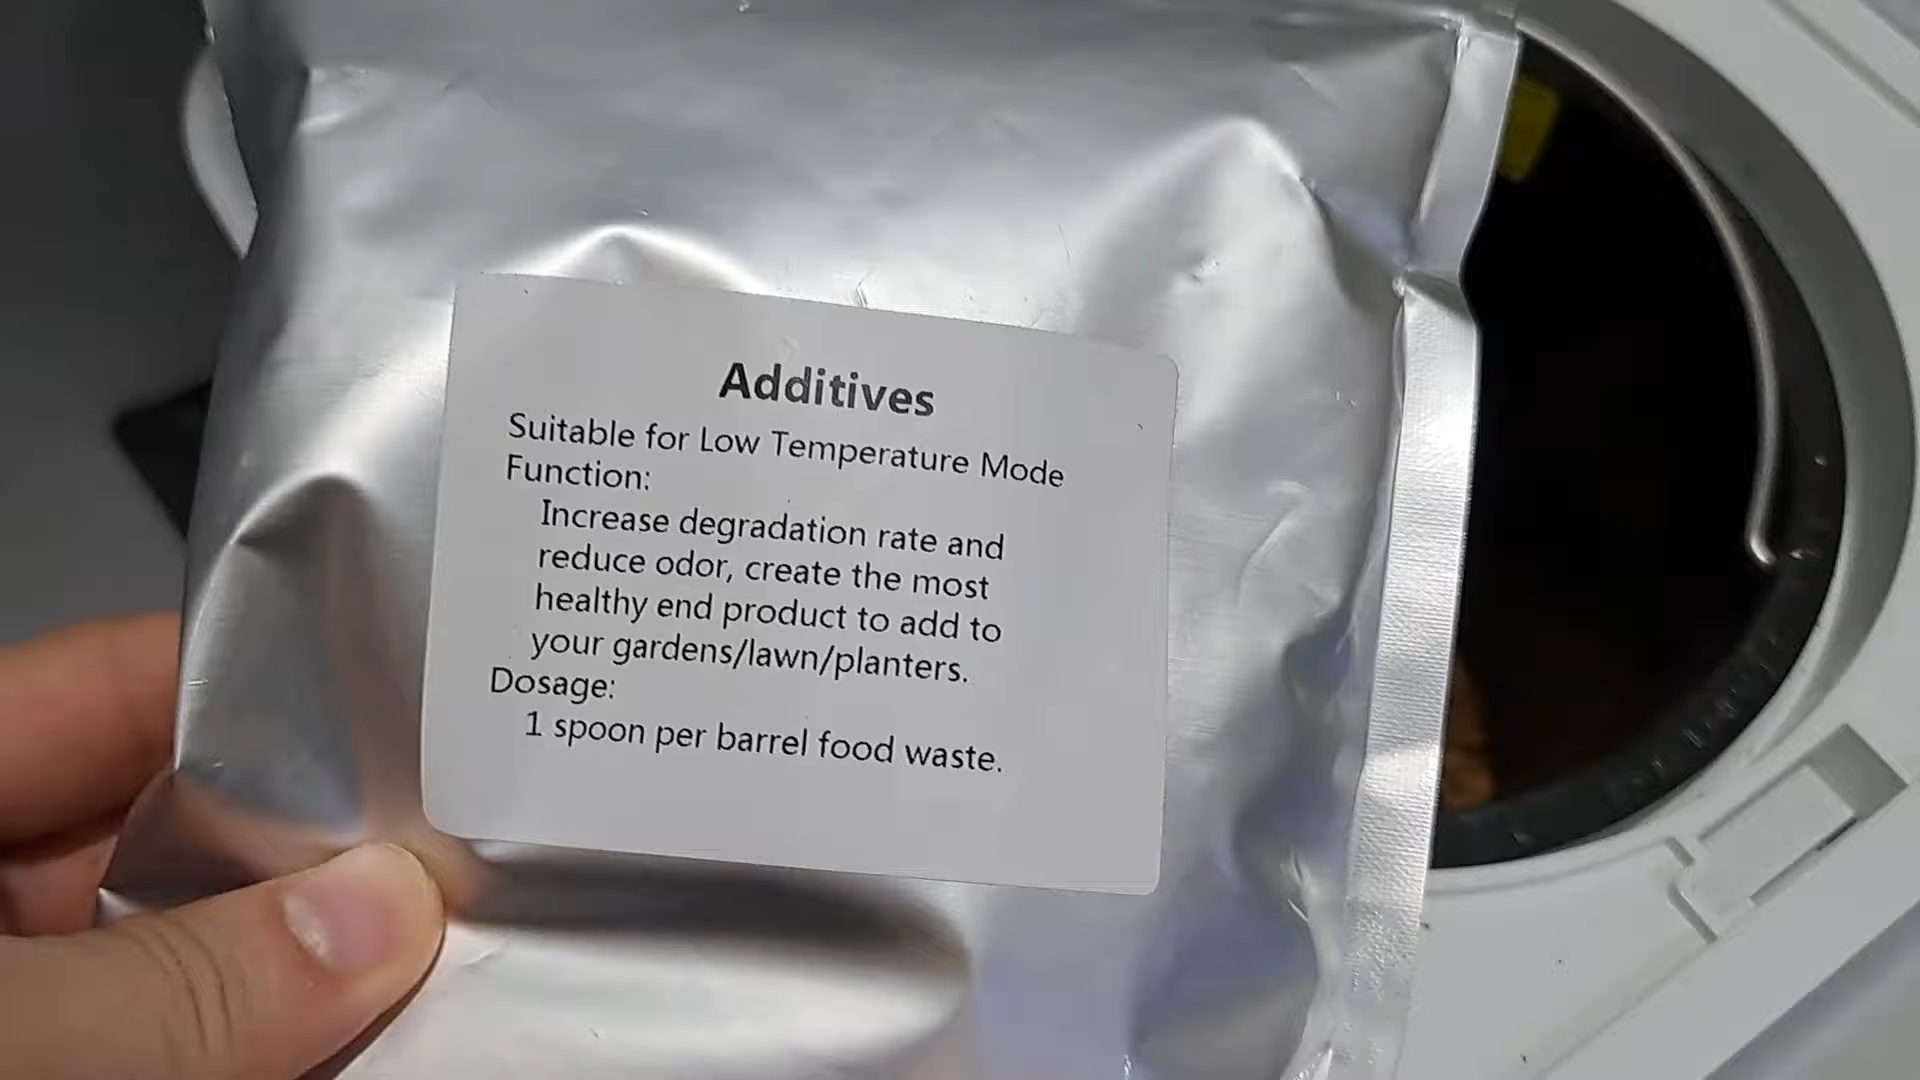 Additives
Suitable for Low Temperature Mode
Function:
Increase degradation rate and
reduce odor, create the most
healthy end product to add to
your gardens/lawn/planters.
Dosage:
1 spoon per barrel food waste.